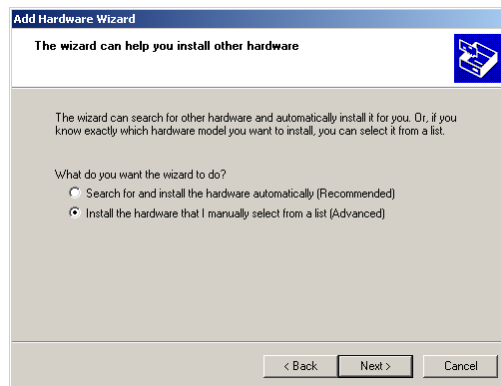 Add Hardware Wizard
The wizard can help you install other hardware
The wizard can search for other hardware and automatically install it for you. Or, if you
know exactly which hardware model you want to install, you can select it from a list.
What do you want the wizard to do?
Search for and install the hardware automatically (Recommended)
Install the hardware that I manually select from a list (Advanced)
< Back Next > Cancel